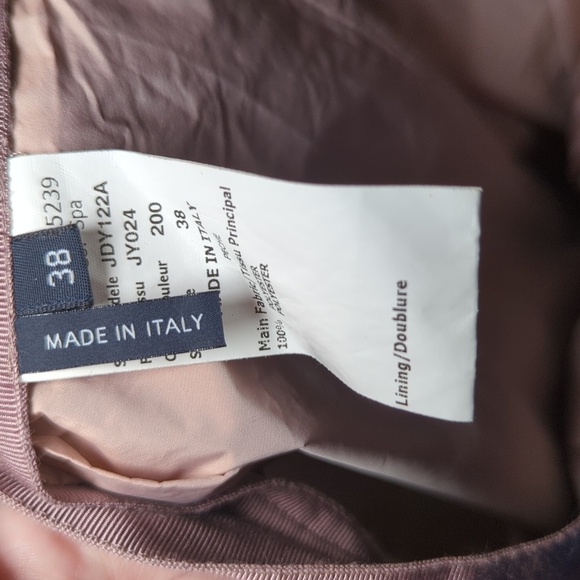 38
MADE IN ITALY
5239
Spa
dele JDY122A
ssu JY024
uleur 200
38
DE IN ITALY
Main Fabric/Tissu Principal
100%
POLYESTER
Lining/Doublure